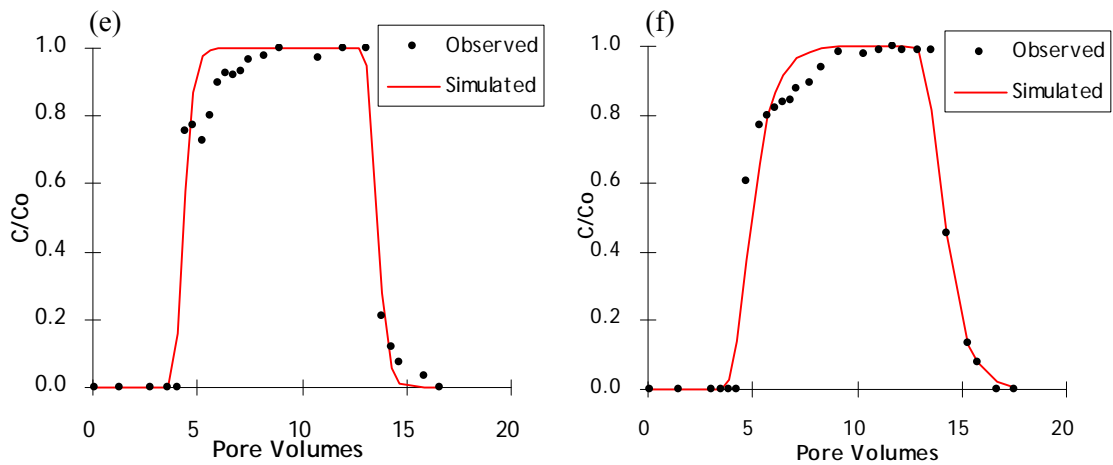 (e)
Observed
Simulated
1.0
0.8
0.6
0.4
0.2
0.0
C/Co
0 5 10 15 20
Pore Volumes
(f)
Observed
Simulated
1.0
0.8
0.6
0.4
0.2
0.0
C/Co
0 5 10 15 20
Pore Volumes